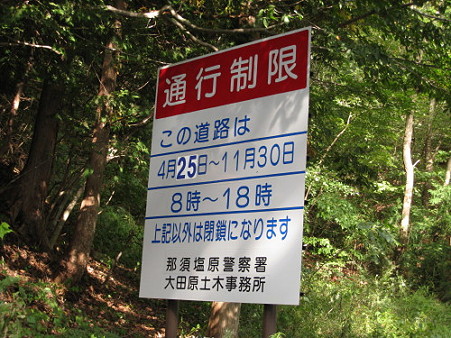 通行制限
この道路は
4月25日～11月30日
8時～18時
上記以外は閉鎖になります
那須塩原警察署
大田原土木事務所